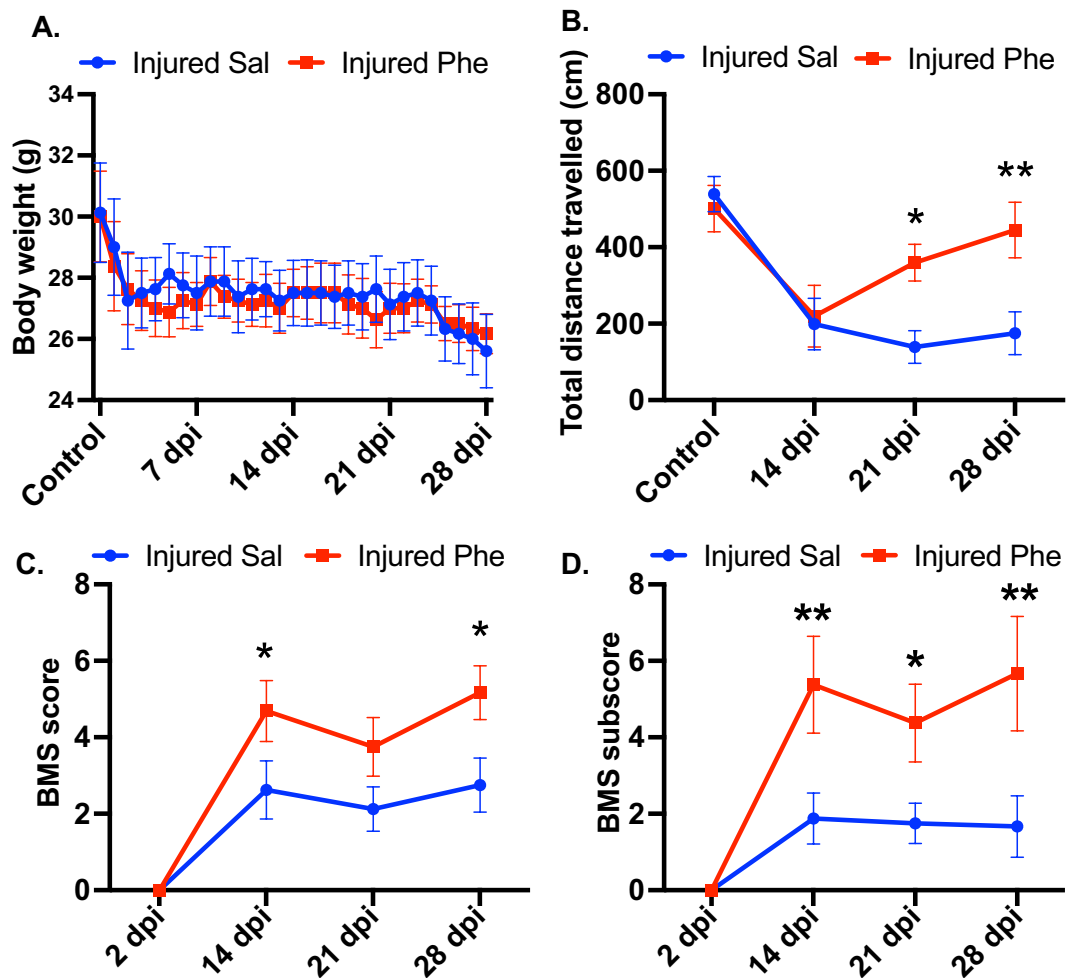 A.
Injured Sal Injured Phe
Body weight (g)
34
32
30
28
26
24
Control
7 dpi
14 dpi
21 dpi
28 dpi
B.
Injured Sal Injured Phe
Total distance travelled (cm)
800
600
400
200
0
*
**
Control
14 dpi
21 dpi
28 dpi
C.
Injured Sal Injured Phe
BMS score
8
6
4
2
0
*
*
2 dpi
14 dpi
21 dpi
28 dpi
D.
Injured Sal Injured Phe
BMS subscore
8
6
4
2
0
**
*
**
2 dpi
14 dpi
21 dpi
28 dpi